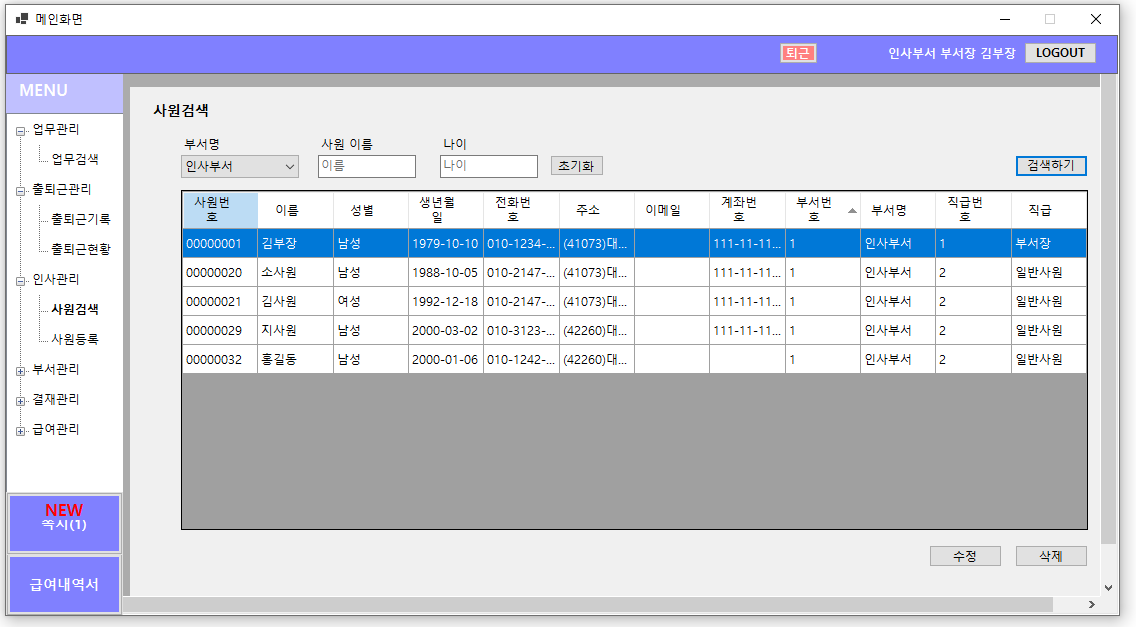 메인화면
퇴근 인사부서 부서장 김부장 LOGOUT
MENU
업무관리
업무검색
출퇴근관리
출퇴근기록
출퇴근현황
인사관리
사원검색
사원등록
부서관리
결재관리
급여관리
NEW
쪽지(1)
급여내역서
사원검색
부서명 사원 이름 나이
인사부서 이름 나이 초기화 검색하기
사원번호 이름 성별 생년월일 전화번호 주소 이메일 계좌번호 부서번호 부서명 직급번호 직급
00000001 김부장 남성 1979-10-10 010-1234-... (41073)대... 111-11-11... 1 인사부서 1 부서장
00000020 소사원 남성 1988-10-05 010-2147-... (41073)대... 111-11-11... 1 인사부서 2 일반사원
00000021 김사원 여성 1992-12-18 010-2147-... (41073)대... 111-11-11... 1 인사부서 2 일반사원
00000029 지사원 남성 2000-03-02 010-3123-... (42260)대... 111-11-11... 1 인사부서 2 일반사원
00000032 홍길동 남성 2000-01-06 010-1242-... (42260)대... 1 인사부서 2 일반사원
수정 삭제